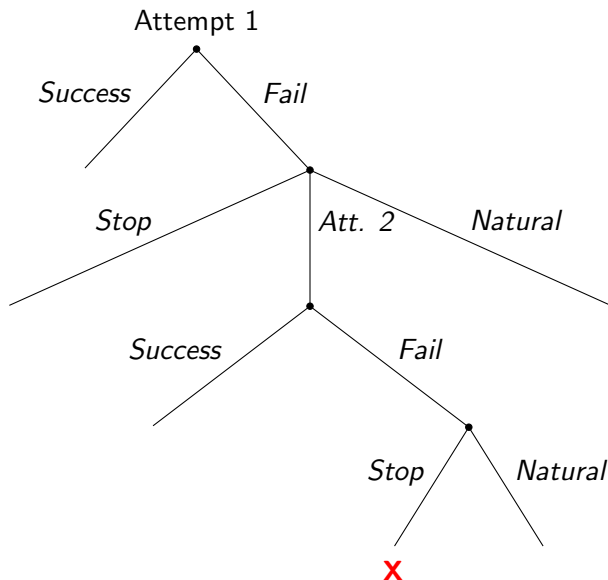 Attempt 1
Success
Fail
Stop
Att. 2
Natural
Success
Fail
Stop
Natural
X